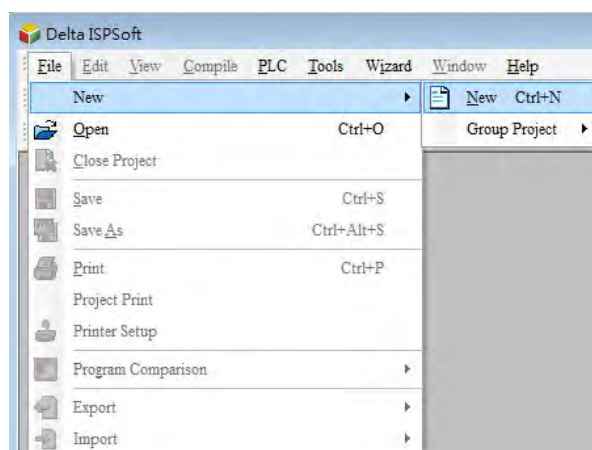 Delta ISPSoft
File Edit View Compile PLC Tools Wizard Window Help
New New Ctrl+N
Open Ctrl+O Group Project
Close Project
Save Ctrl+S
Save As Ctrl+Alt+S
Print Ctrl+P
Project Print
Printer Setup
Program Comparison
Export
Import